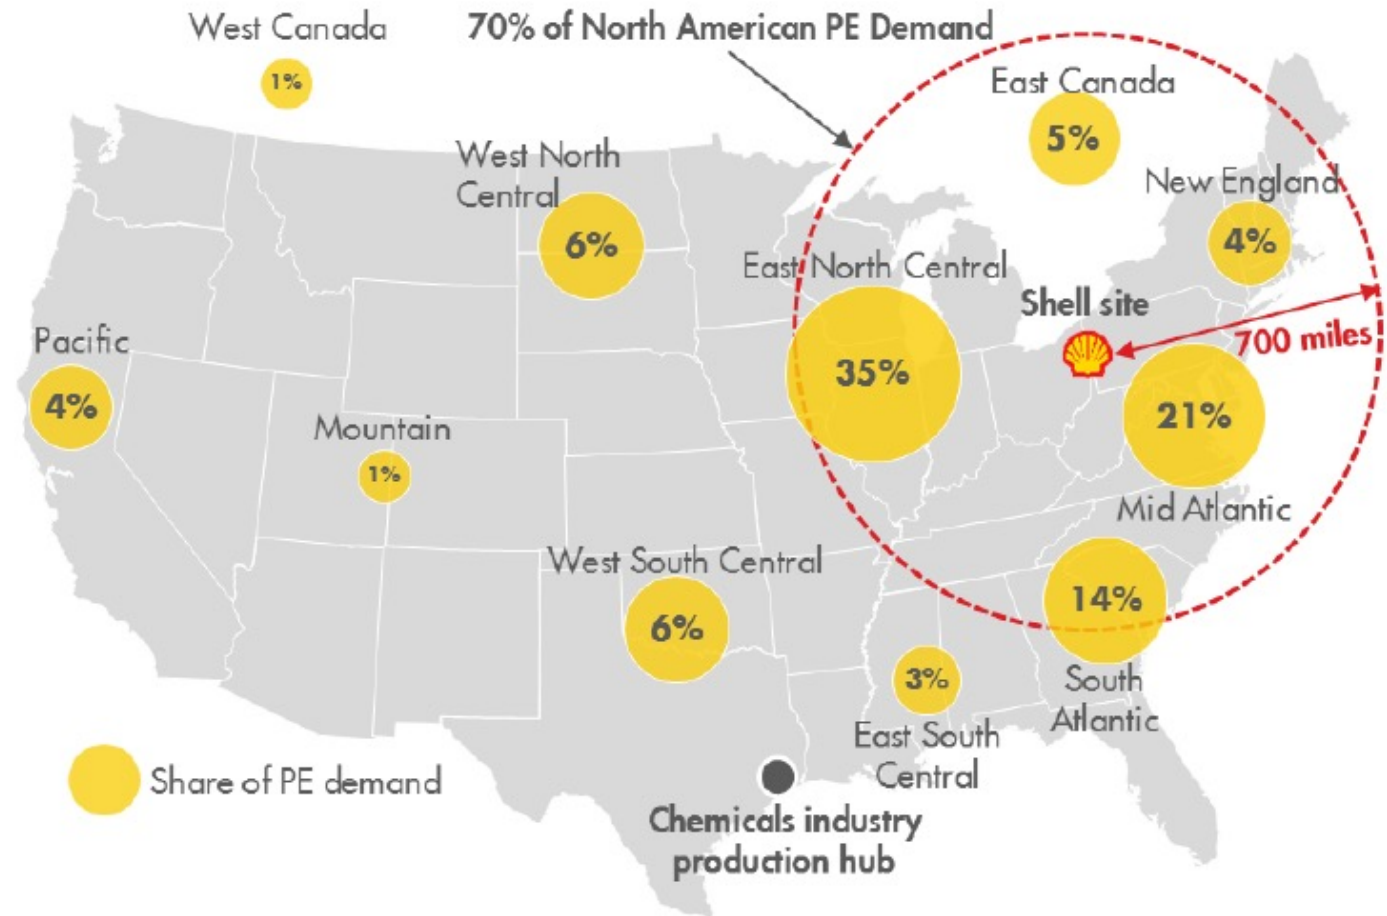 West Canada
1%
70% of North American PE Demand
East Canada
5%
West North
Central
6%
New England
4%
East North Central
35%
Shell site
700 miles
Pacific
4%
21%
Mid Atlantic
Mountain
1%
West South Central
6%
14%
South
Atlantic
3%
East South
Central
Share of PE demand
Chemicals industry
production hub